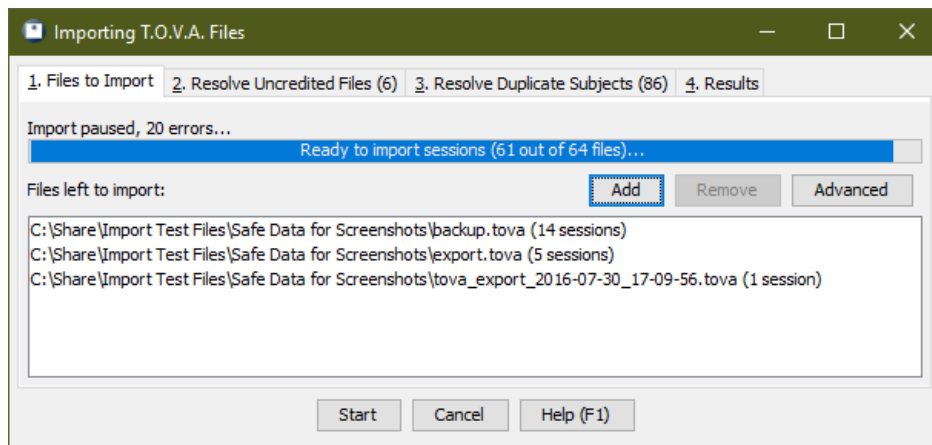 Importing T.O.V.A. Files
1. Files to Import 2. Resolve Uncredited Files (6) 3. Resolve Duplicate Subjects (86) 4. Results
Import paused, 20 errors...
Ready to import sessions (61 out of 64 files)...
Files left to import: Add Remove Advanced
C:\Share\Import Test Files\Safe Data for Screenshots\backup.tova (14 sessions)
C:\Share\Import Test Files\Safe Data for Screenshots\export.tova (5 sessions)
C:\Share\Import Test Files\Safe Data for Screenshots\tova_export_2016-07-30_17-09-56.tova (1 session)
Start Cancel Help (F1)